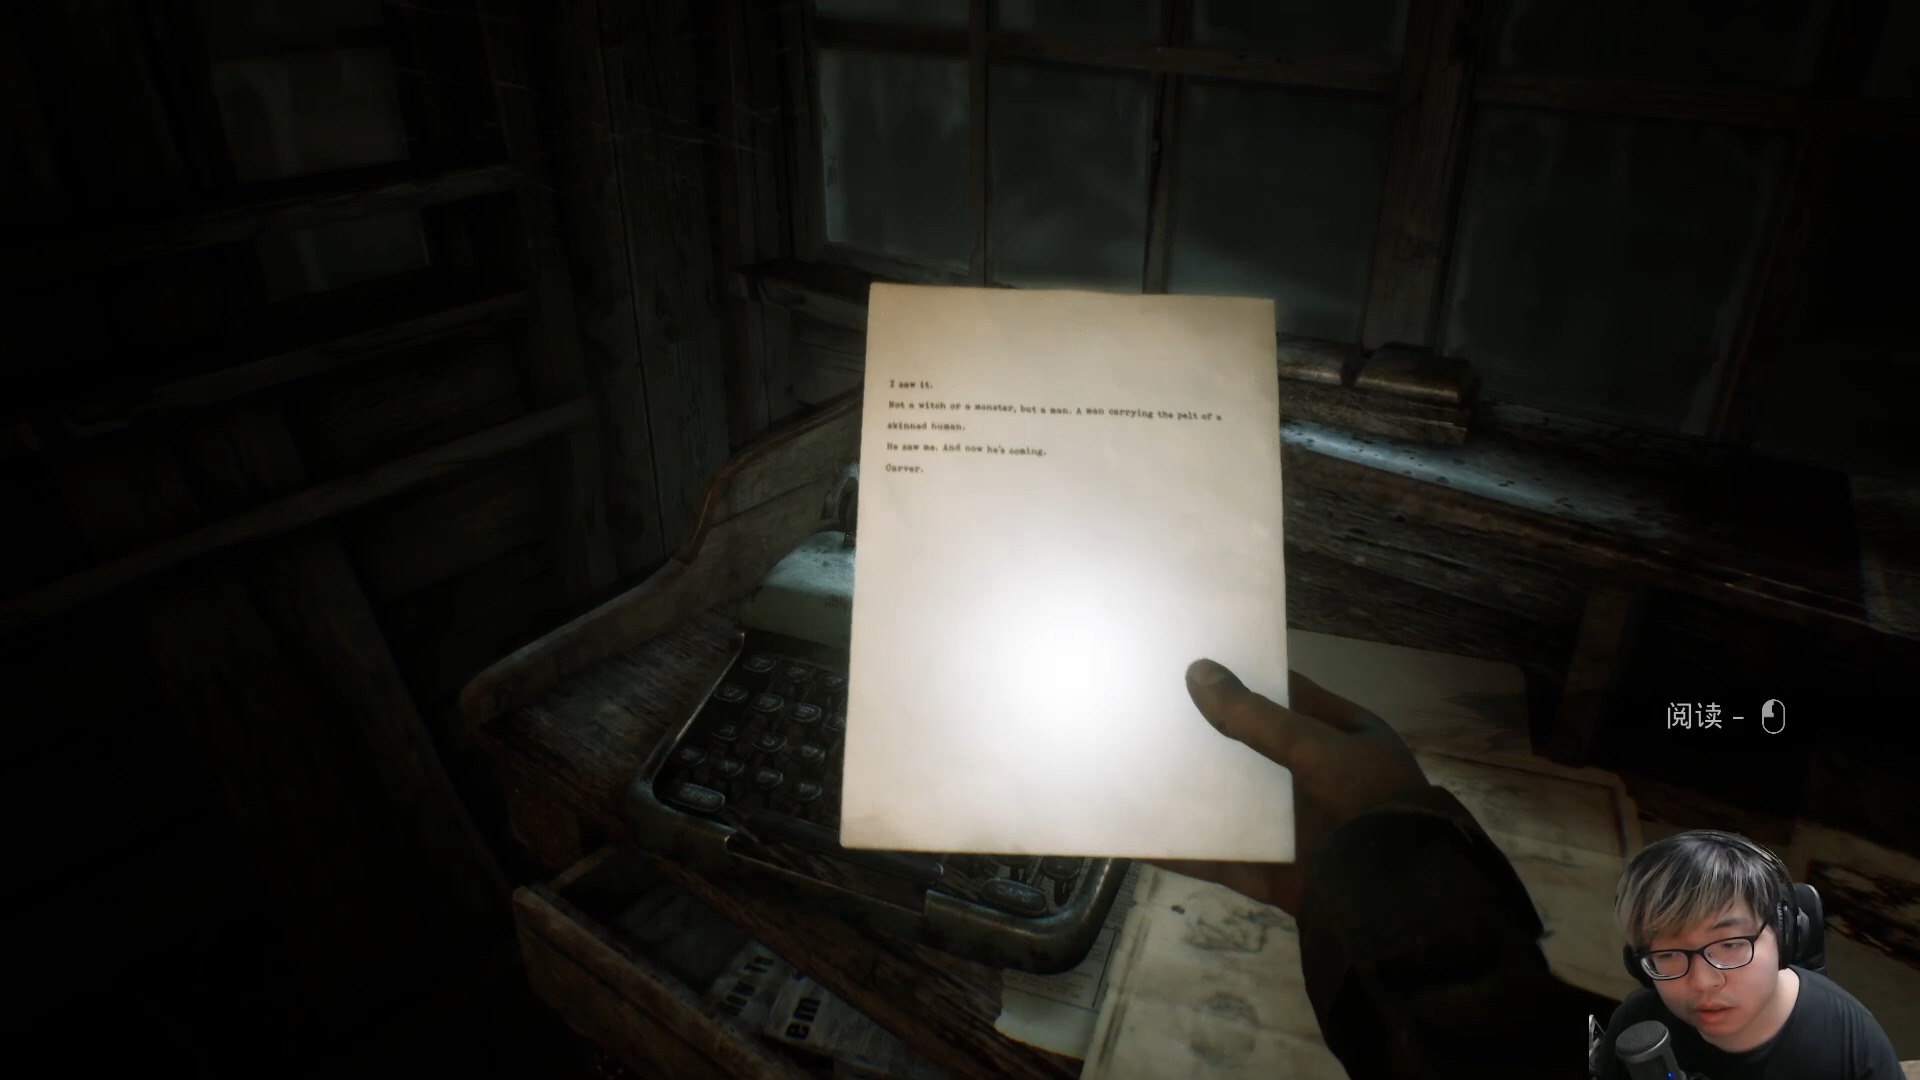 I saw it.
Not a witch or a monster, but a man. A man carrying the pelt of a
skinned human.
He saw me. And now he's coming.
Carver.
阅读 –
em